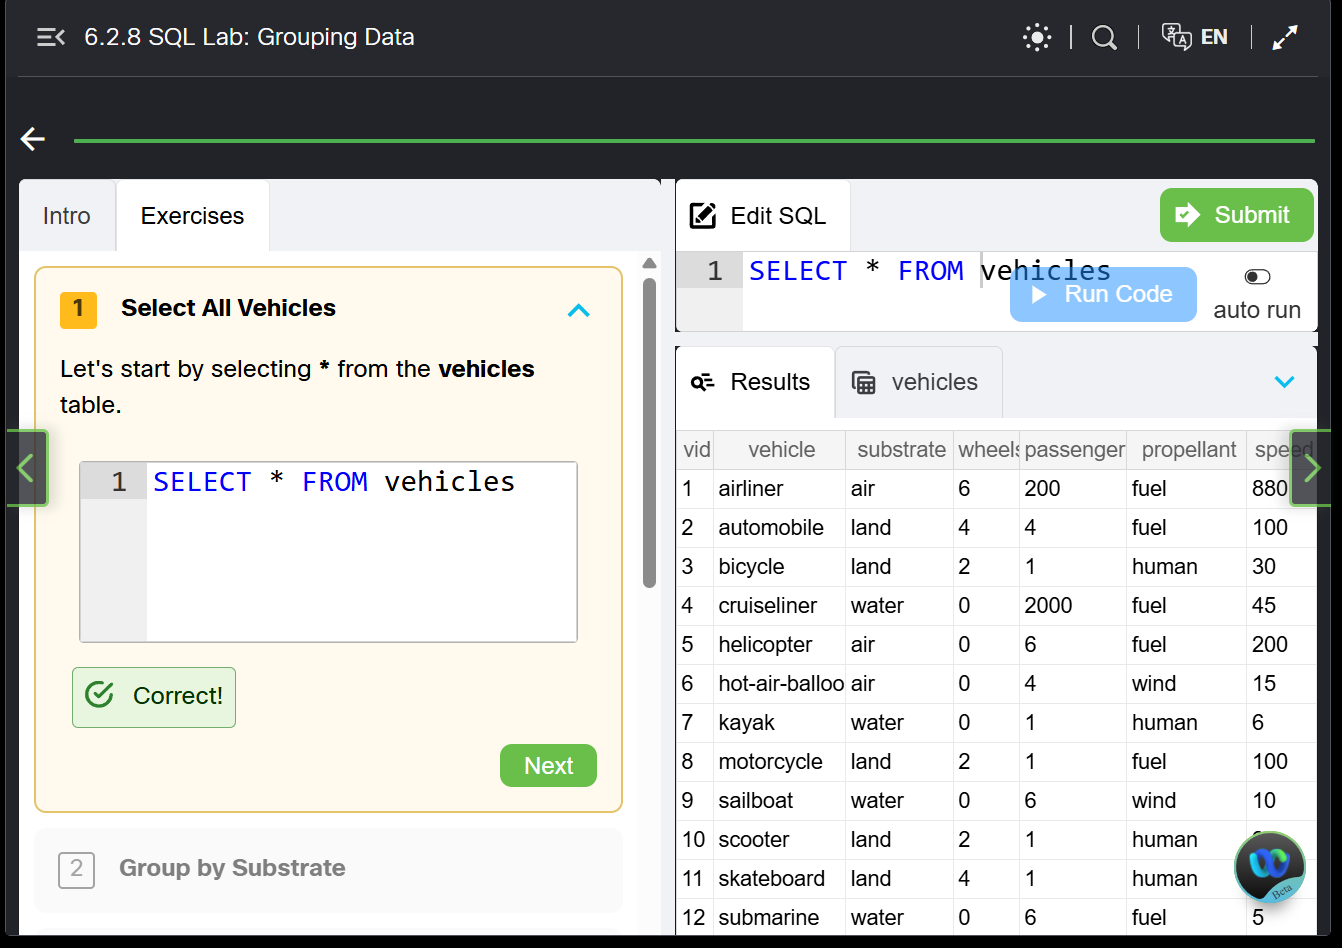 6.2.8 SQL Lab: Grouping Data
EN
Intro
Exercises
1 Select All Vehicles
Let's start by selecting * from the vehicles
table.
1 SELECT * FROM vehicles
Correct!
Next
2 Group by Substrate
Edit SQL
Submit
1 SELECT * FROM vehicles
Run Code
auto run
Results
vehicles
vid vehicle substrate wheels passenger propellant speed
1 airliner air 6 200 fuel 880
2 automobile land 4 4 fuel 100
3 bicycle land 2 1 human 30
4 cruiseliner water 0 2000 fuel 45
5 helicopter air 0 6 fuel 200
6 hot-air-balloo air 0 4 wind 15
7 kayak water 0 1 human 6
8 motorcycle land 2 1 fuel 100
9 sailboat water 0 6 wind 10
10 scooter land 2 1 human
11 skateboard land 4 1 human
12 submarine water 0 6 fuel 5
Beta